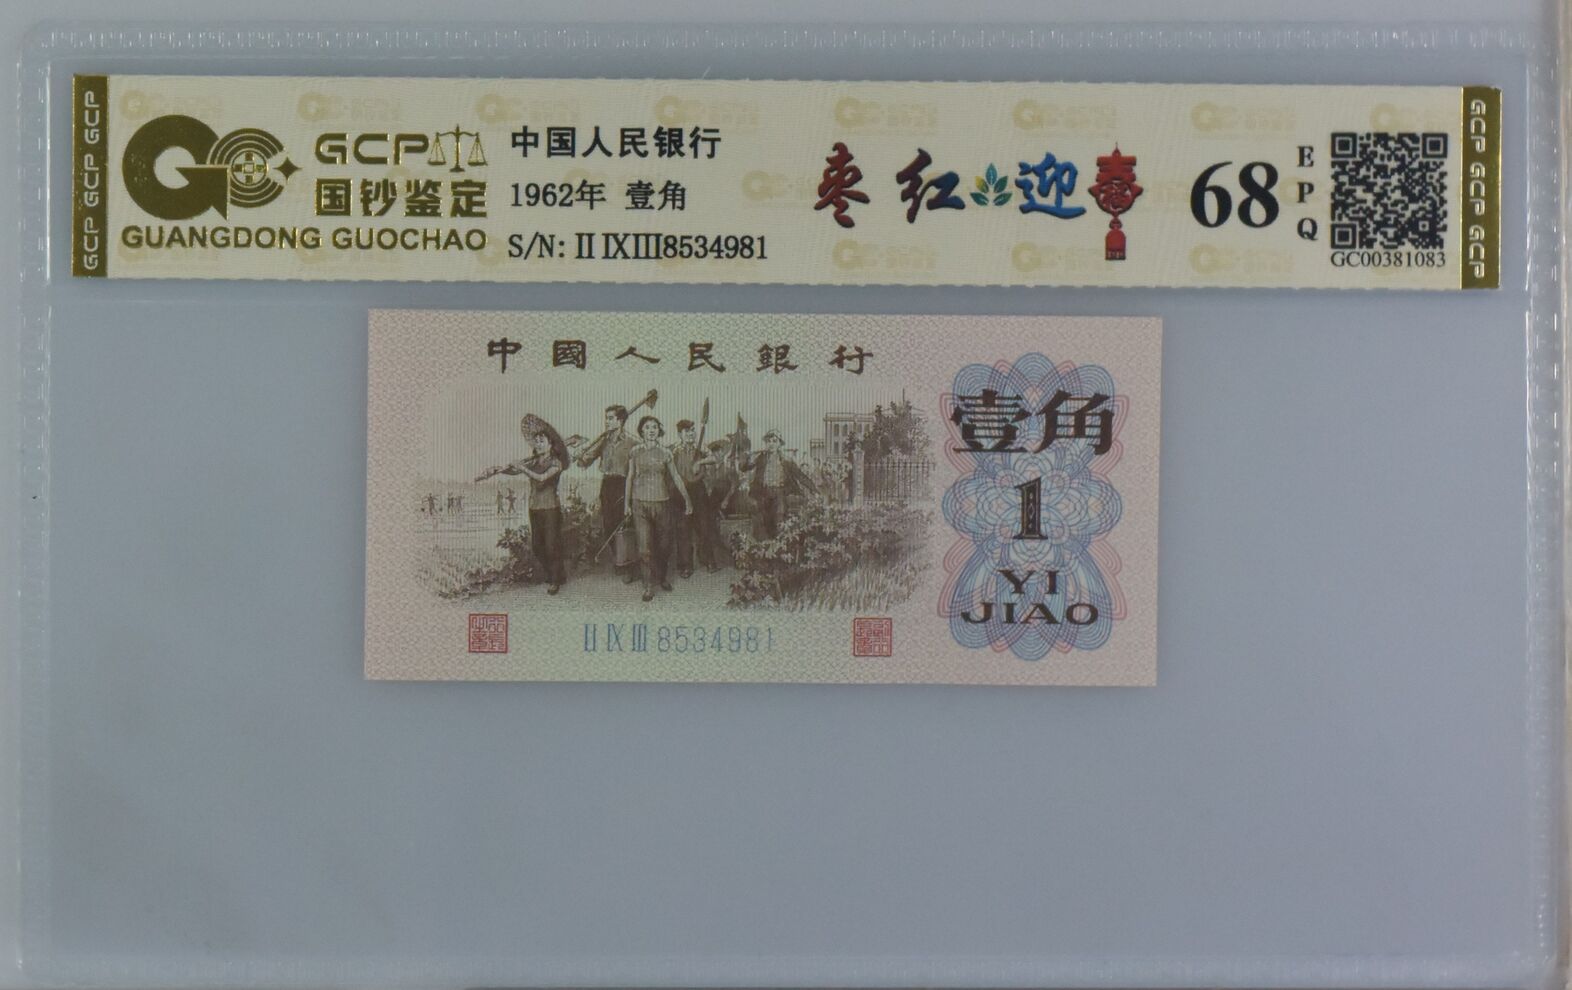 GCP GCP GCP
GCP
国钞鉴定
GUANGDONG GUOCHAO
中国人民银行
1962年 壹角
S/N: II IX III8534981
枣红迎春
68
EPQ
GC00381083
GCP GCP GCP
中國人民銀行
壹角
1
YI
JIAO
II IX III 8534981